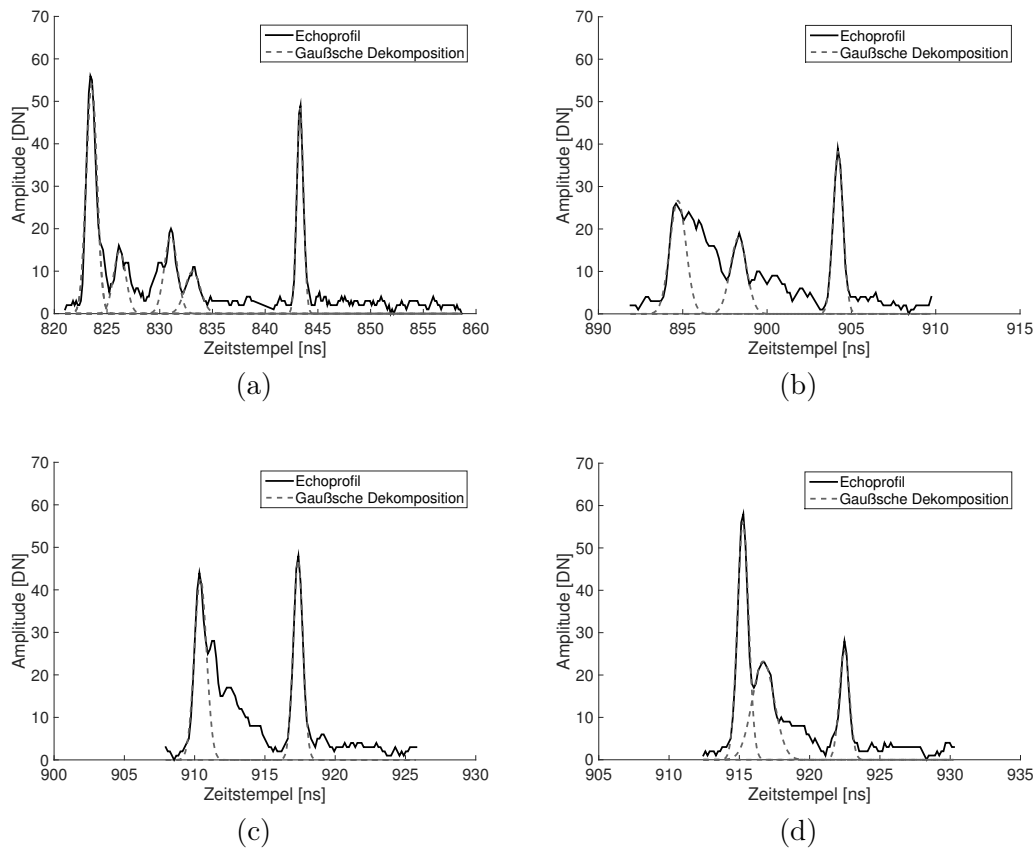 70
60
50
40
30
20
10
0
Amplitude [DN]
820 825 830 835 840 845 850 855 860
Zeitstempel [ns]
Echoprofil
Gaußsche Dekomposition
(a)
70
60
50
40
30
20
10
0
Amplitude [DN]
890 895 900 905 910 915
Zeitstempel [ns]
Echoprofil
Gaußsche Dekomposition
(b)
70
60
50
40
30
20
10
0
Amplitude [DN]
900 905 910 915 920 925 930
Zeitstempel [ns]
Echoprofil
Gaußsche Dekomposition
(c)
70
60
50
40
30
20
10
0
Amplitude [DN]
905 910 915 920 925 930 935
Zeitstempel [ns]
Echoprofil
Gaußsche Dekomposition
(d)